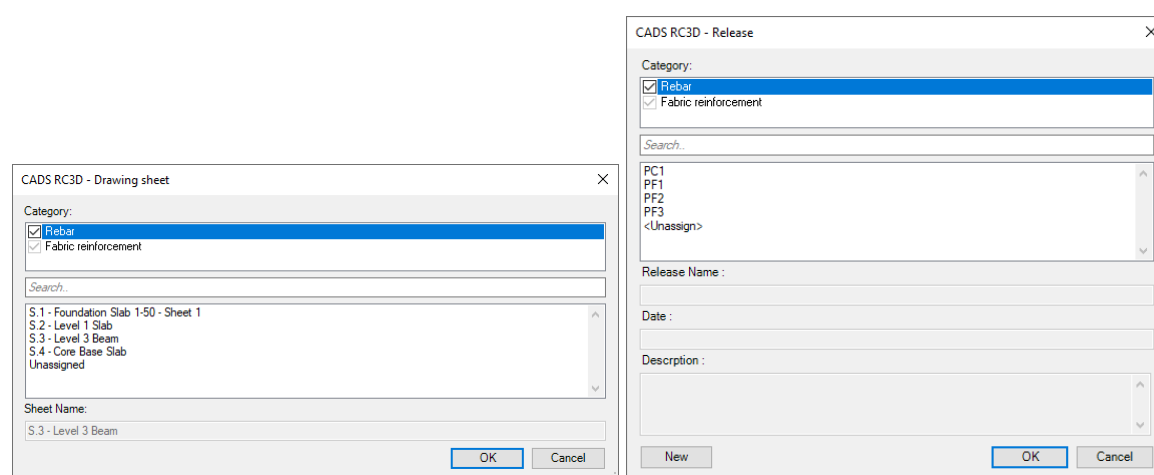 CADS RC3D - Drawing sheet
Category:
Rebar
Fabric reinforcement
Search..
S.1 - Foundation Slab 1-50 - Sheet 1
S.2 - Level 1 Slab
S.3 - Level 3 Beam
S.4 - Core Base Slab
Unassigned
Sheet Name:
S.3 - Level 3 Beam
OK
Cancel
CADS RC3D - Release
Category:
Rebar
Fabric reinforcement
Search..
PC1
PF1
PF2
PF3
<Unassign>
Release Name :
Date :
Descrption :
New
OK
Cancel